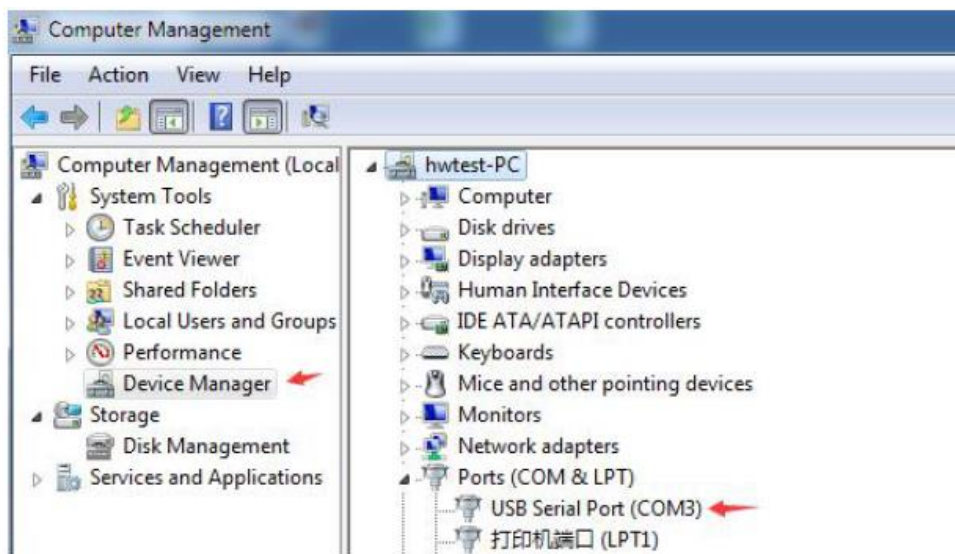 Computer Management
File Action View Help
Computer Management (Local
System Tools
Task Scheduler
Event Viewer
Shared Folders
Local Users and Groups
Performance
Device Manager
Storage
Disk Management
Services and Applications
hwtest-PC
Computer
Disk drives
Display adapters
Human Interface Devices
IDE ATA/ATAPI controllers
Keyboards
Mice and other pointing devices
Monitors
Network adapters
Ports (COM & LPT)
USB Serial Port (COM3)
打印机端口 (LPT1)